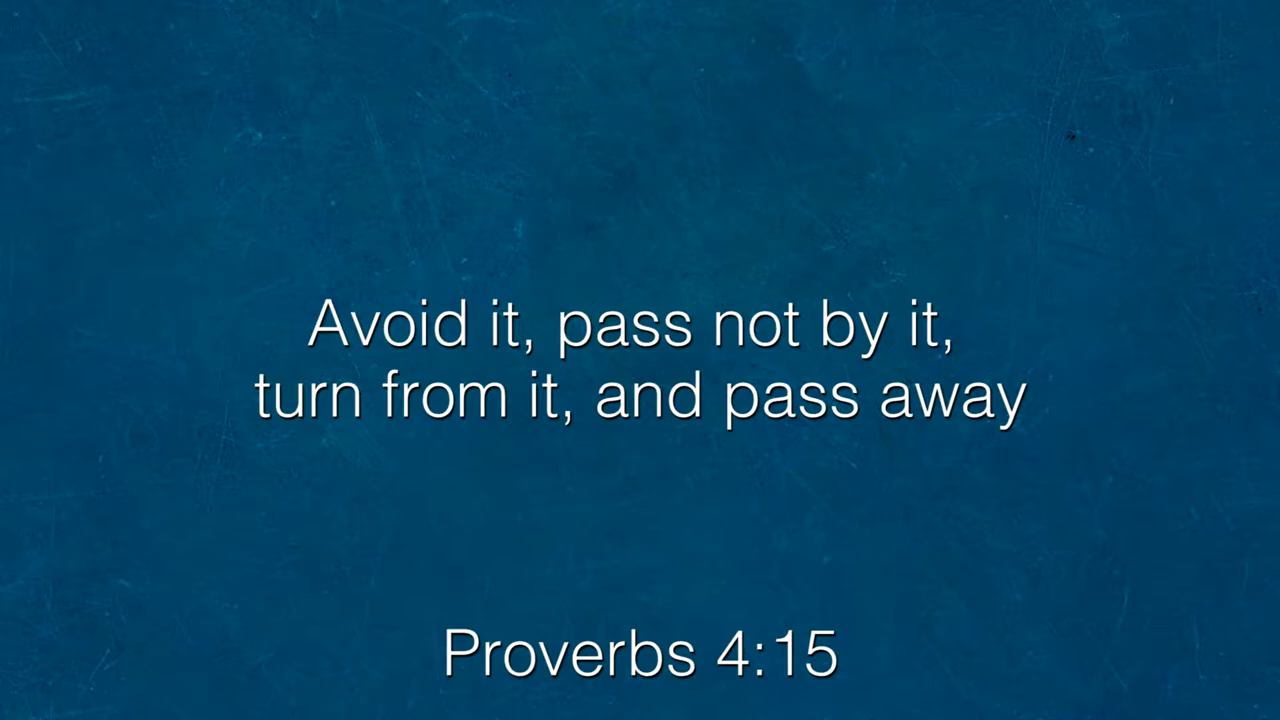 Avoid it, pass not by it,
turn from it, and pass away
Proverbs 4:15